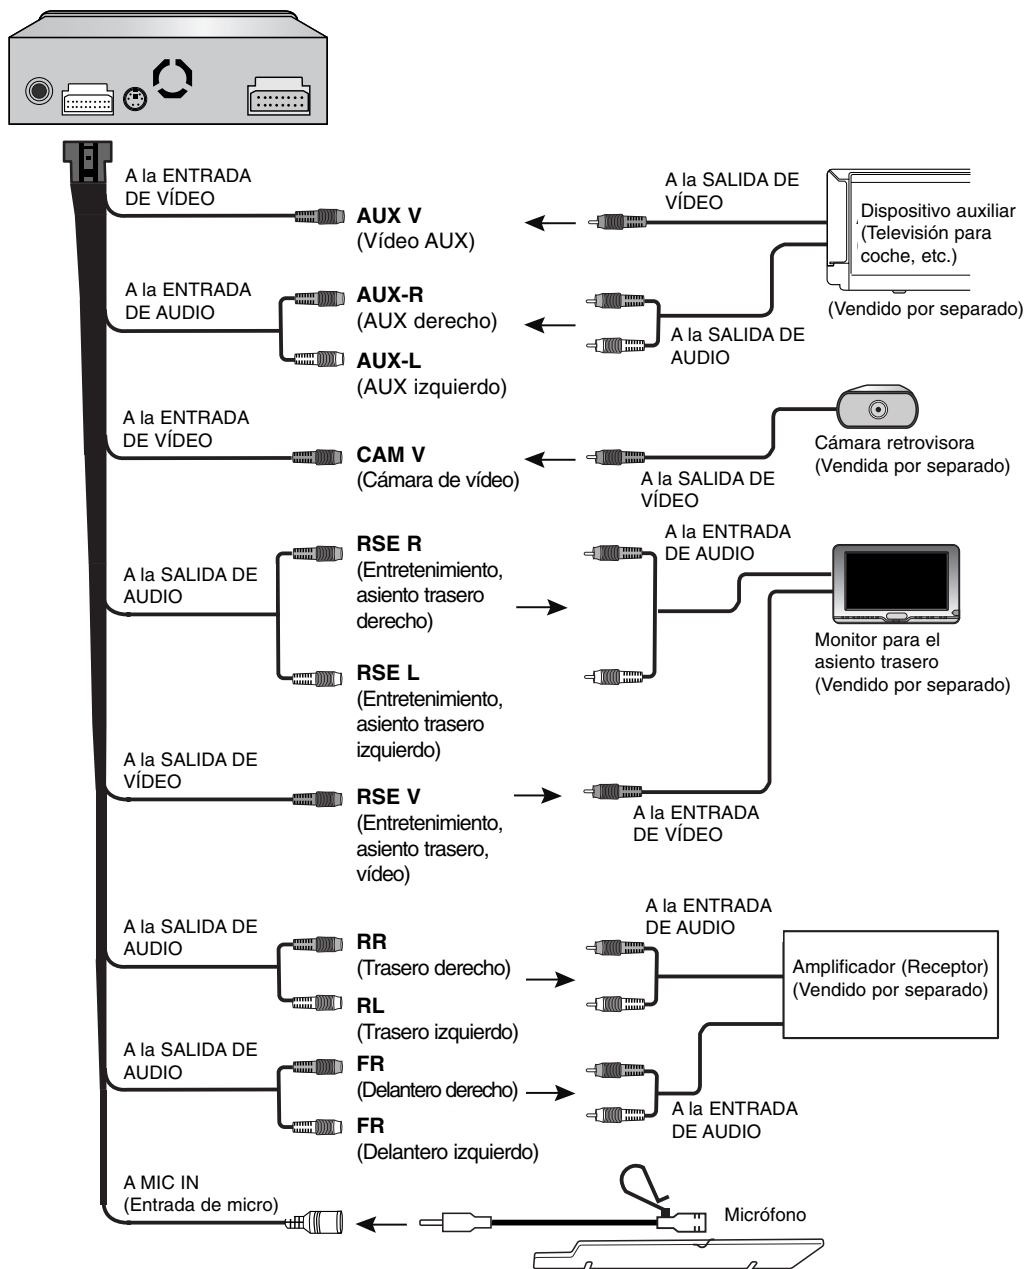 A la ENTRADA
DE VÍDEO
AUX V
(Vídeo AUX)
A la SALIDA DE
VÍDEO
Dispositivo auxiliar
(Televisión para
coche, etc.)
(Vendido por separado)
A la ENTRADA
DE AUDIO
AUX-R
(AUX derecho)
AUX-L
(AUX izquierdo)
A la SALIDA DE
AUDIO
A la ENTRADA
DE VÍDEO
CAM V
(Cámara de vídeo)
A la SALIDA DE
VÍDEO
Cámara retrovisora
(Vendida por separado)
A la SALIDA DE
AUDIO
RSE R
(Entretenimiento,
asiento trasero
derecho)
RSE L
(Entretenimiento,
asiento trasero
izquierdo)
A la ENTRADA
DE AUDIO
Monitor para el
asiento trasero
(Vendido por separado)
A la SALIDA DE
VÍDEO
RSE V
(Entretenimiento,
asiento trasero,
vídeo)
A la ENTRADA
DE VÍDEO
A la SALIDA DE
AUDIO
RR
(Trasero derecho)
RL
(Trasero izquierdo)
A la ENTRADA
DE AUDIO
Amplificador (Receptor)
(Vendido por separado)
A la SALIDA DE
AUDIO
FR
(Delantero derecho)
FR
(Delantero izquierdo)
A la ENTRADA
DE AUDIO
A MIC IN
(Entrada de micro)
Micrófono